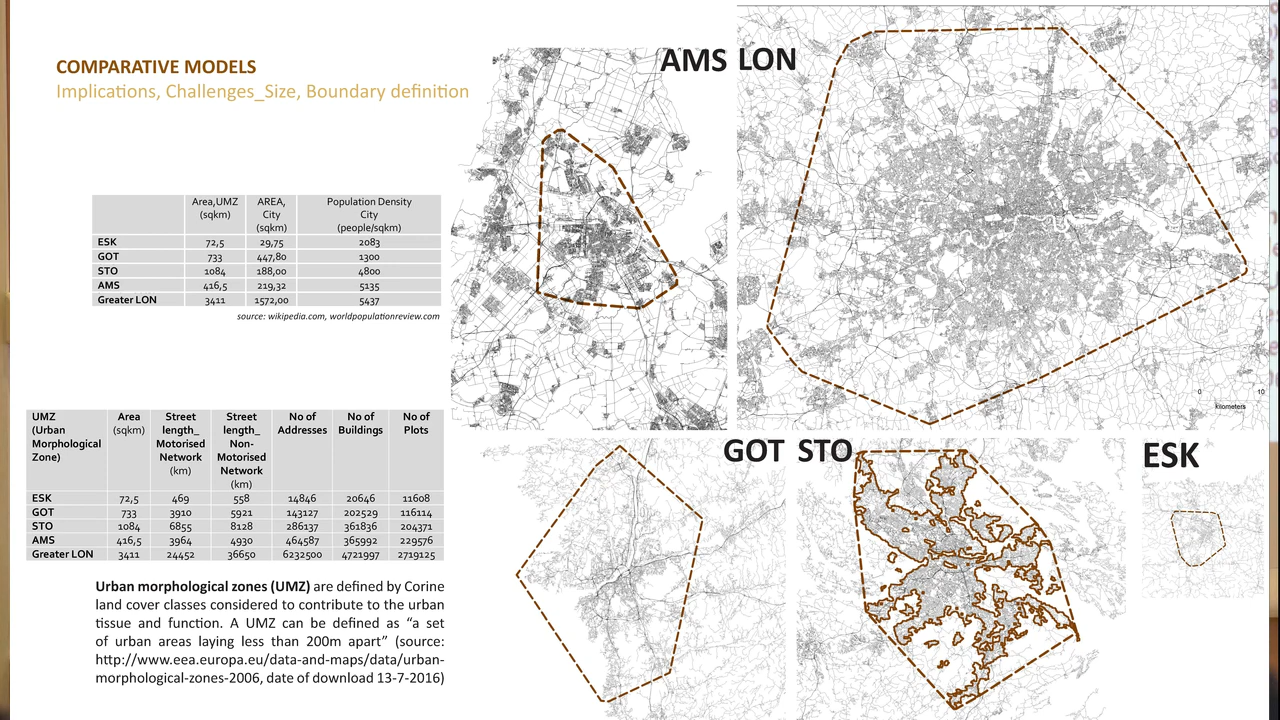 COMPARATIVE MODELS
Implications, Challenges_Size, Boundary definition
AMS LON
Area,UMZ (sqkm) AREA, City (sqkm) Population Density City (people/sqkm)
ESK 72,5 29,75 2083
GOT 733 447,80 1300
STO 1084 188,00 4800
AMS 416,5 219,32 5135
Greater LON 3411 1572,00 5437
source: wikipedia.com, worldpopulationreview.com
0 10
kilometers
UMZ (Urban Morphological Zone) Area (sqkm) Street length_ Motorised Network (km) Street length_ Non-Motorised Network (km) No of Addresses No of Buildings No of Plots
ESK 72,5 469 558 14846 20646 11608
GOT 733 3910 5921 143127 202529 116114
STO 1084 6855 8128 286137 361836 204371
AMS 416,5 3964 4930 464587 365992 229576
Greater LON 3411 24452 36650 6232500 4721997 2719125
GOT STO ESK
Urban morphological zones (UMZ) are defined by Corine
land cover classes considered to contribute to the urban
tissue and function. A UMZ can be defined as “a set
of urban areas laying less than 200m apart” (source:
http://www.eea.europa.eu/data-and-maps/data/urban-
morphological-zones-2006, date of download 13-7-2016)